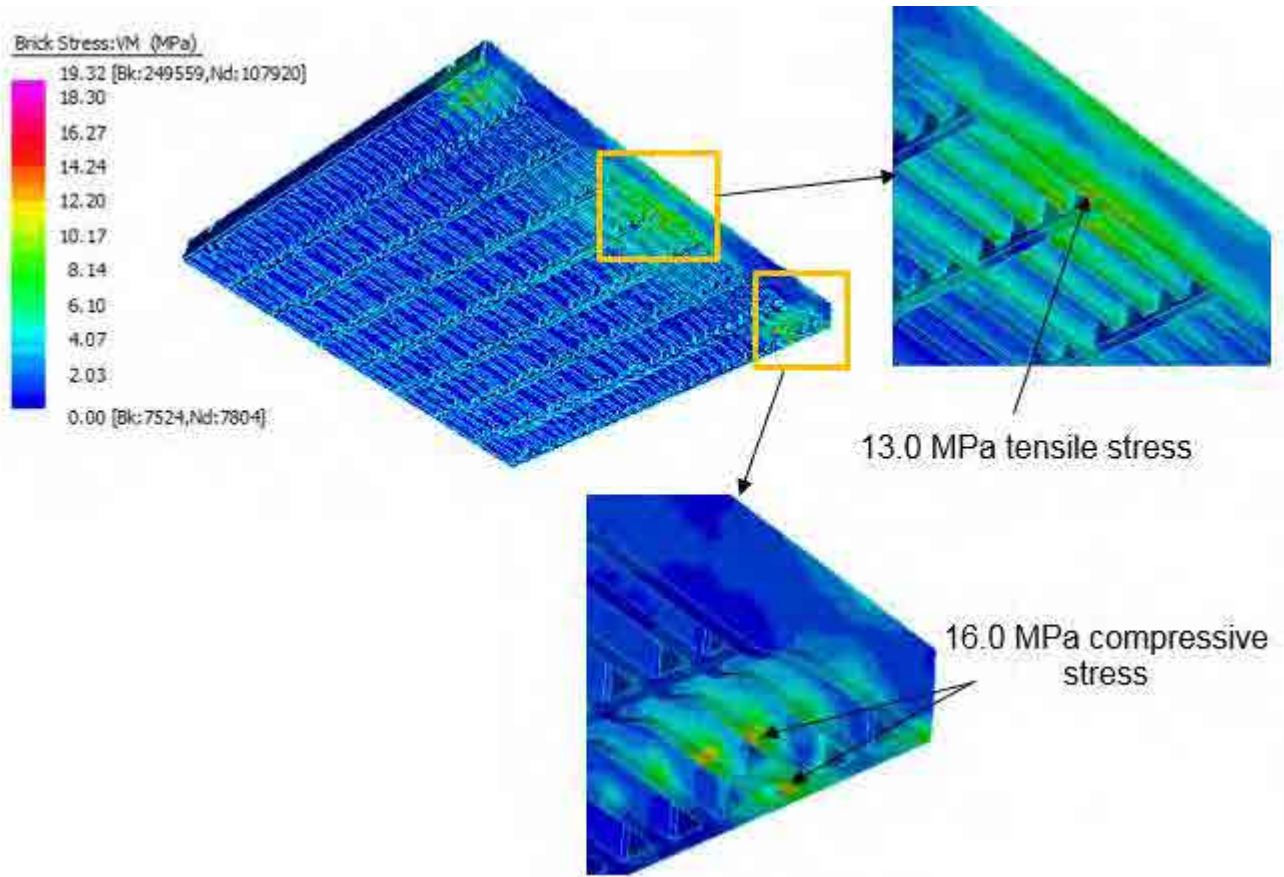 Brick Stress:VM (MPa)
19.32 [Bk:249559,Nd:107920]
18.30
16.27
14.24
12.20
10.17
8.14
6.10
4.07
2.03
0.00 [Bk:7524,Nd:7804]
13.0 MPa tensile stress
16.0 MPa compressive
stress